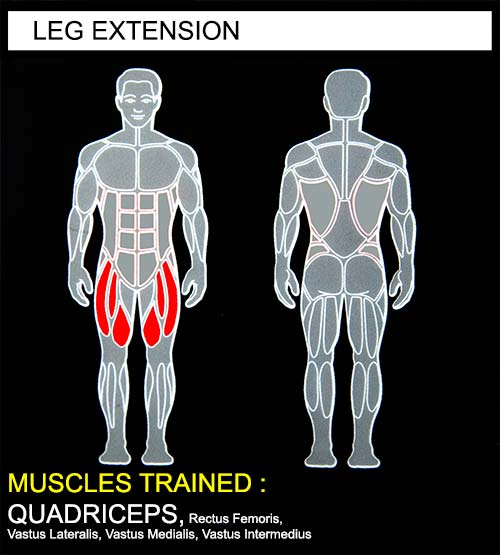 LEG EXTENSION
MUSCLES TRAINED :
QUADRICEPS, Rectus Femoris,
Vastus Lateralis, Vastus Medialis, Vastus Intermedius